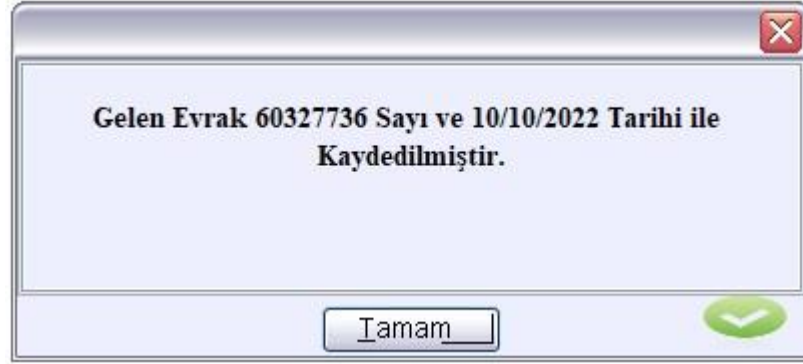 Gelen Evrak 60327736 Sayı ve 10/10/2022 Tarihi ile
Kaydedilmiştir.
Tamam